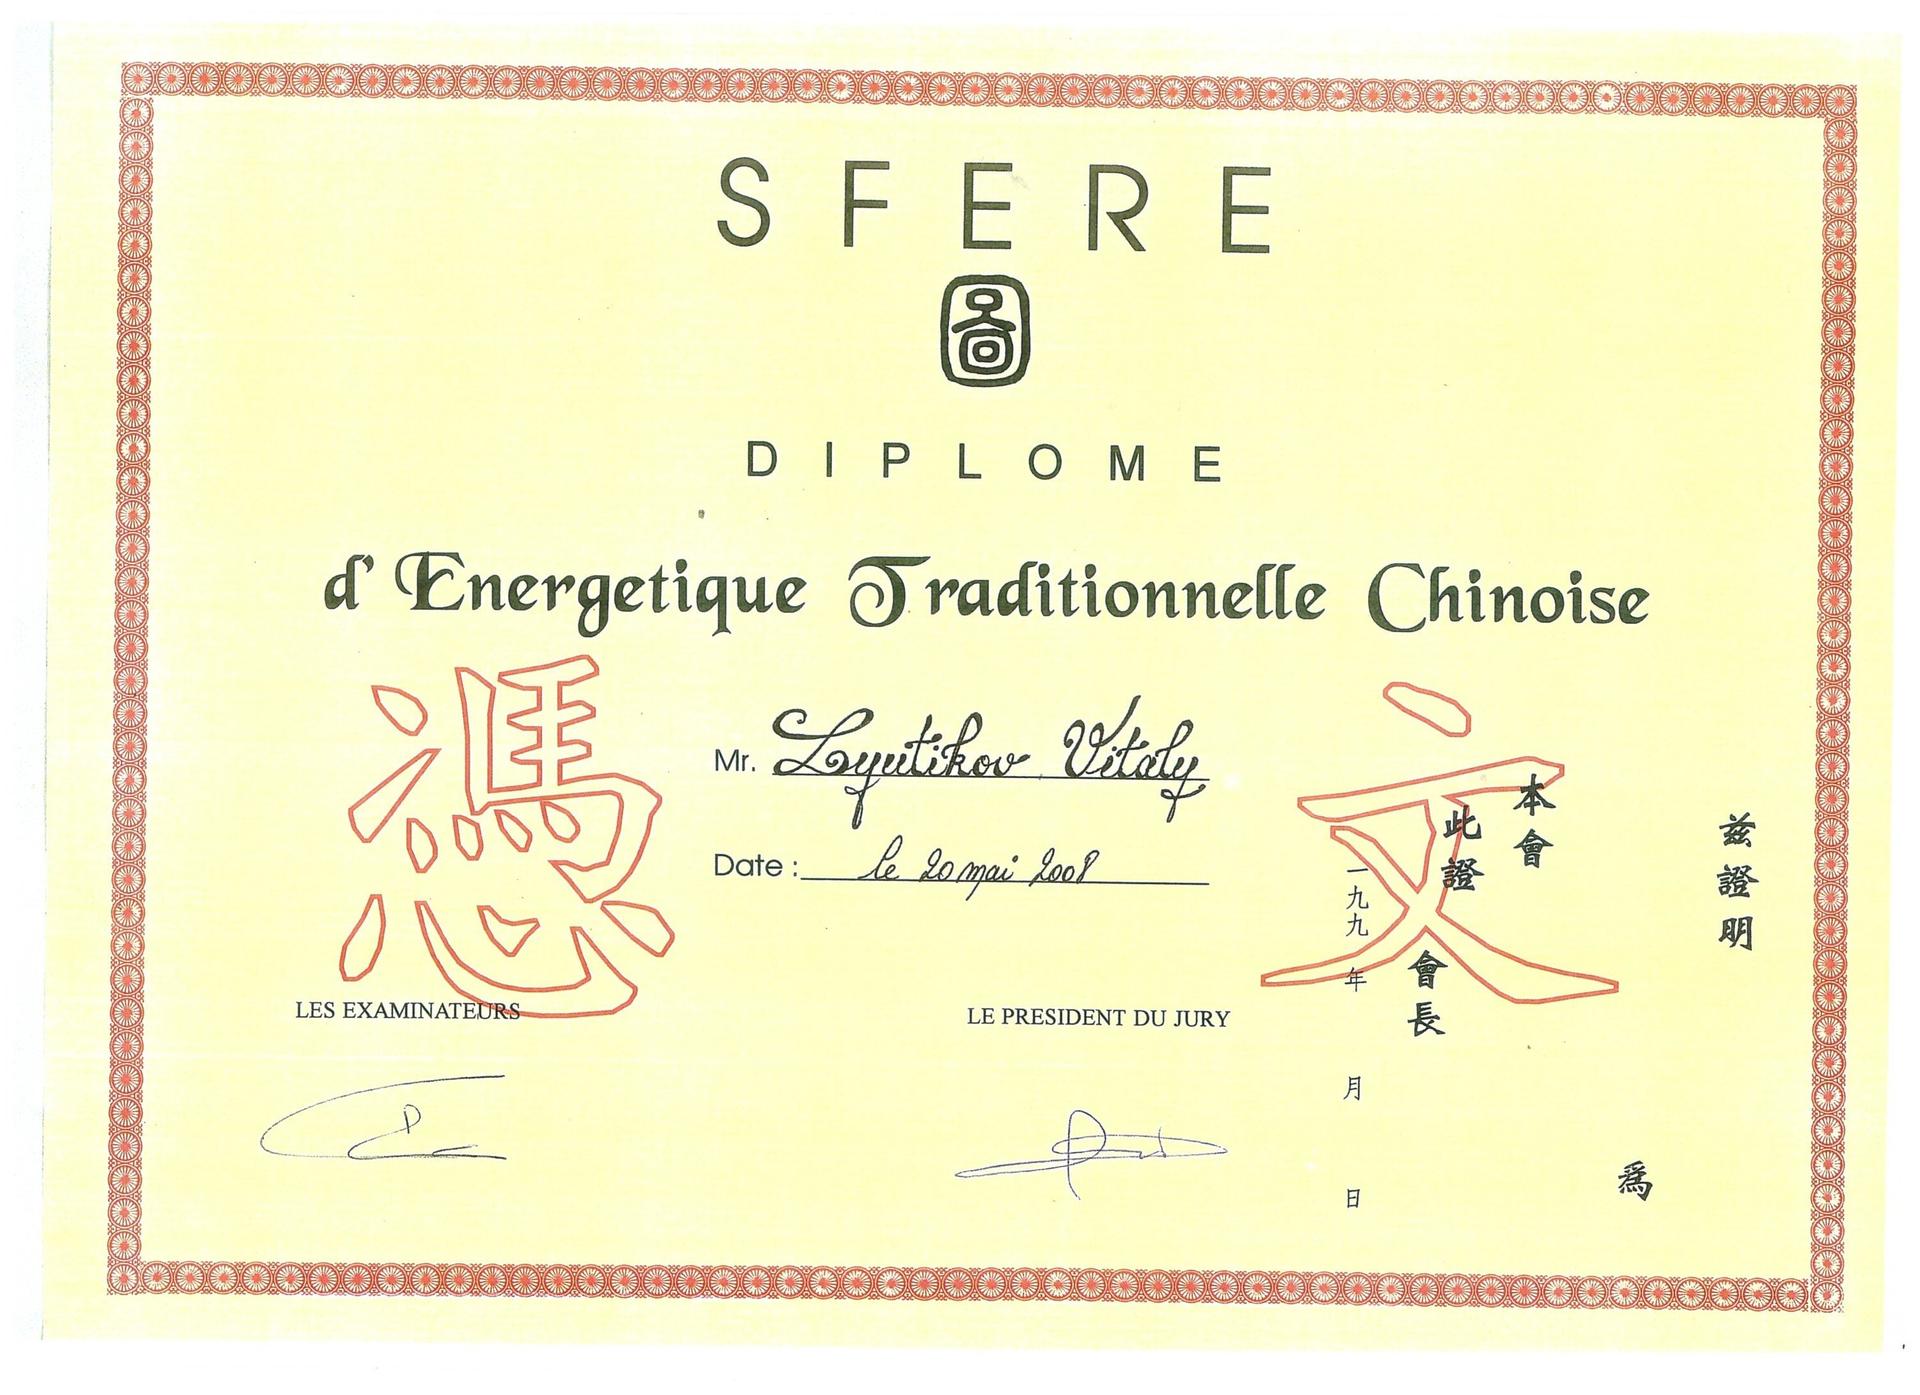 SFERE
圖
DIPLOME
d' Energetique Traditionnelle Chinoise
憑
文
Mr. Lyutikov Vitaly
Date : le 20 mai 2008
茲證明
為
本會
此證
會長
一九九 年 月 日
LES EXAMINATEURS
LE PRESIDENT DU JURY